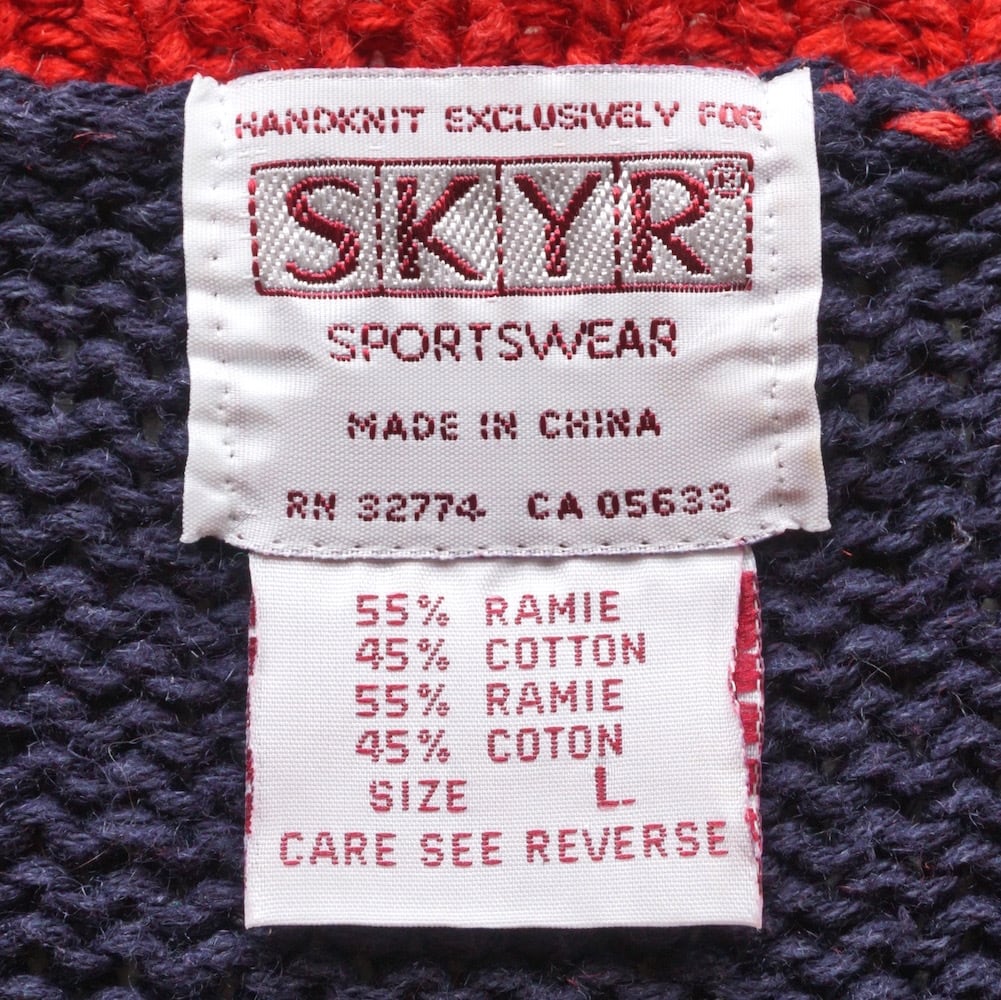 HANDKNIT EXCLUSIVELY FOR
SKYR®
SPORTSWEAR
MADE IN CHINA
RN 32774 CA 05633
55% RAMIE
45% COTTON
55% RAMIE
45% COTON
SIZE L
CARE SEE REVERSE